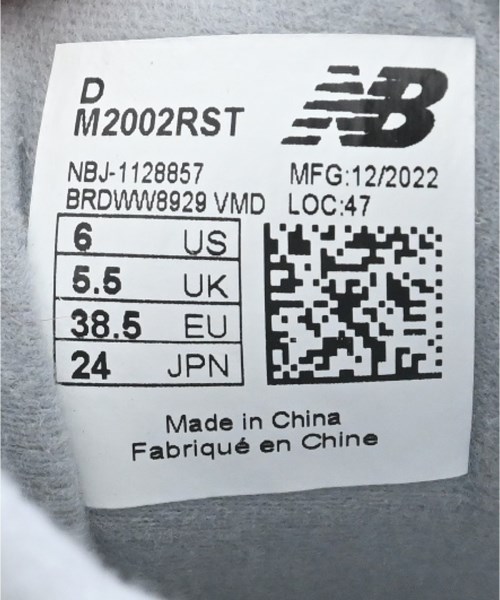 D
M2002RST
NB
NBJ-1128857 MFG:12/2022
BRDWW8929 VMD LOC:47
6 US
5.5 UK
38.5 EU
24 JPN
Made in China
Fabriqué en Chine